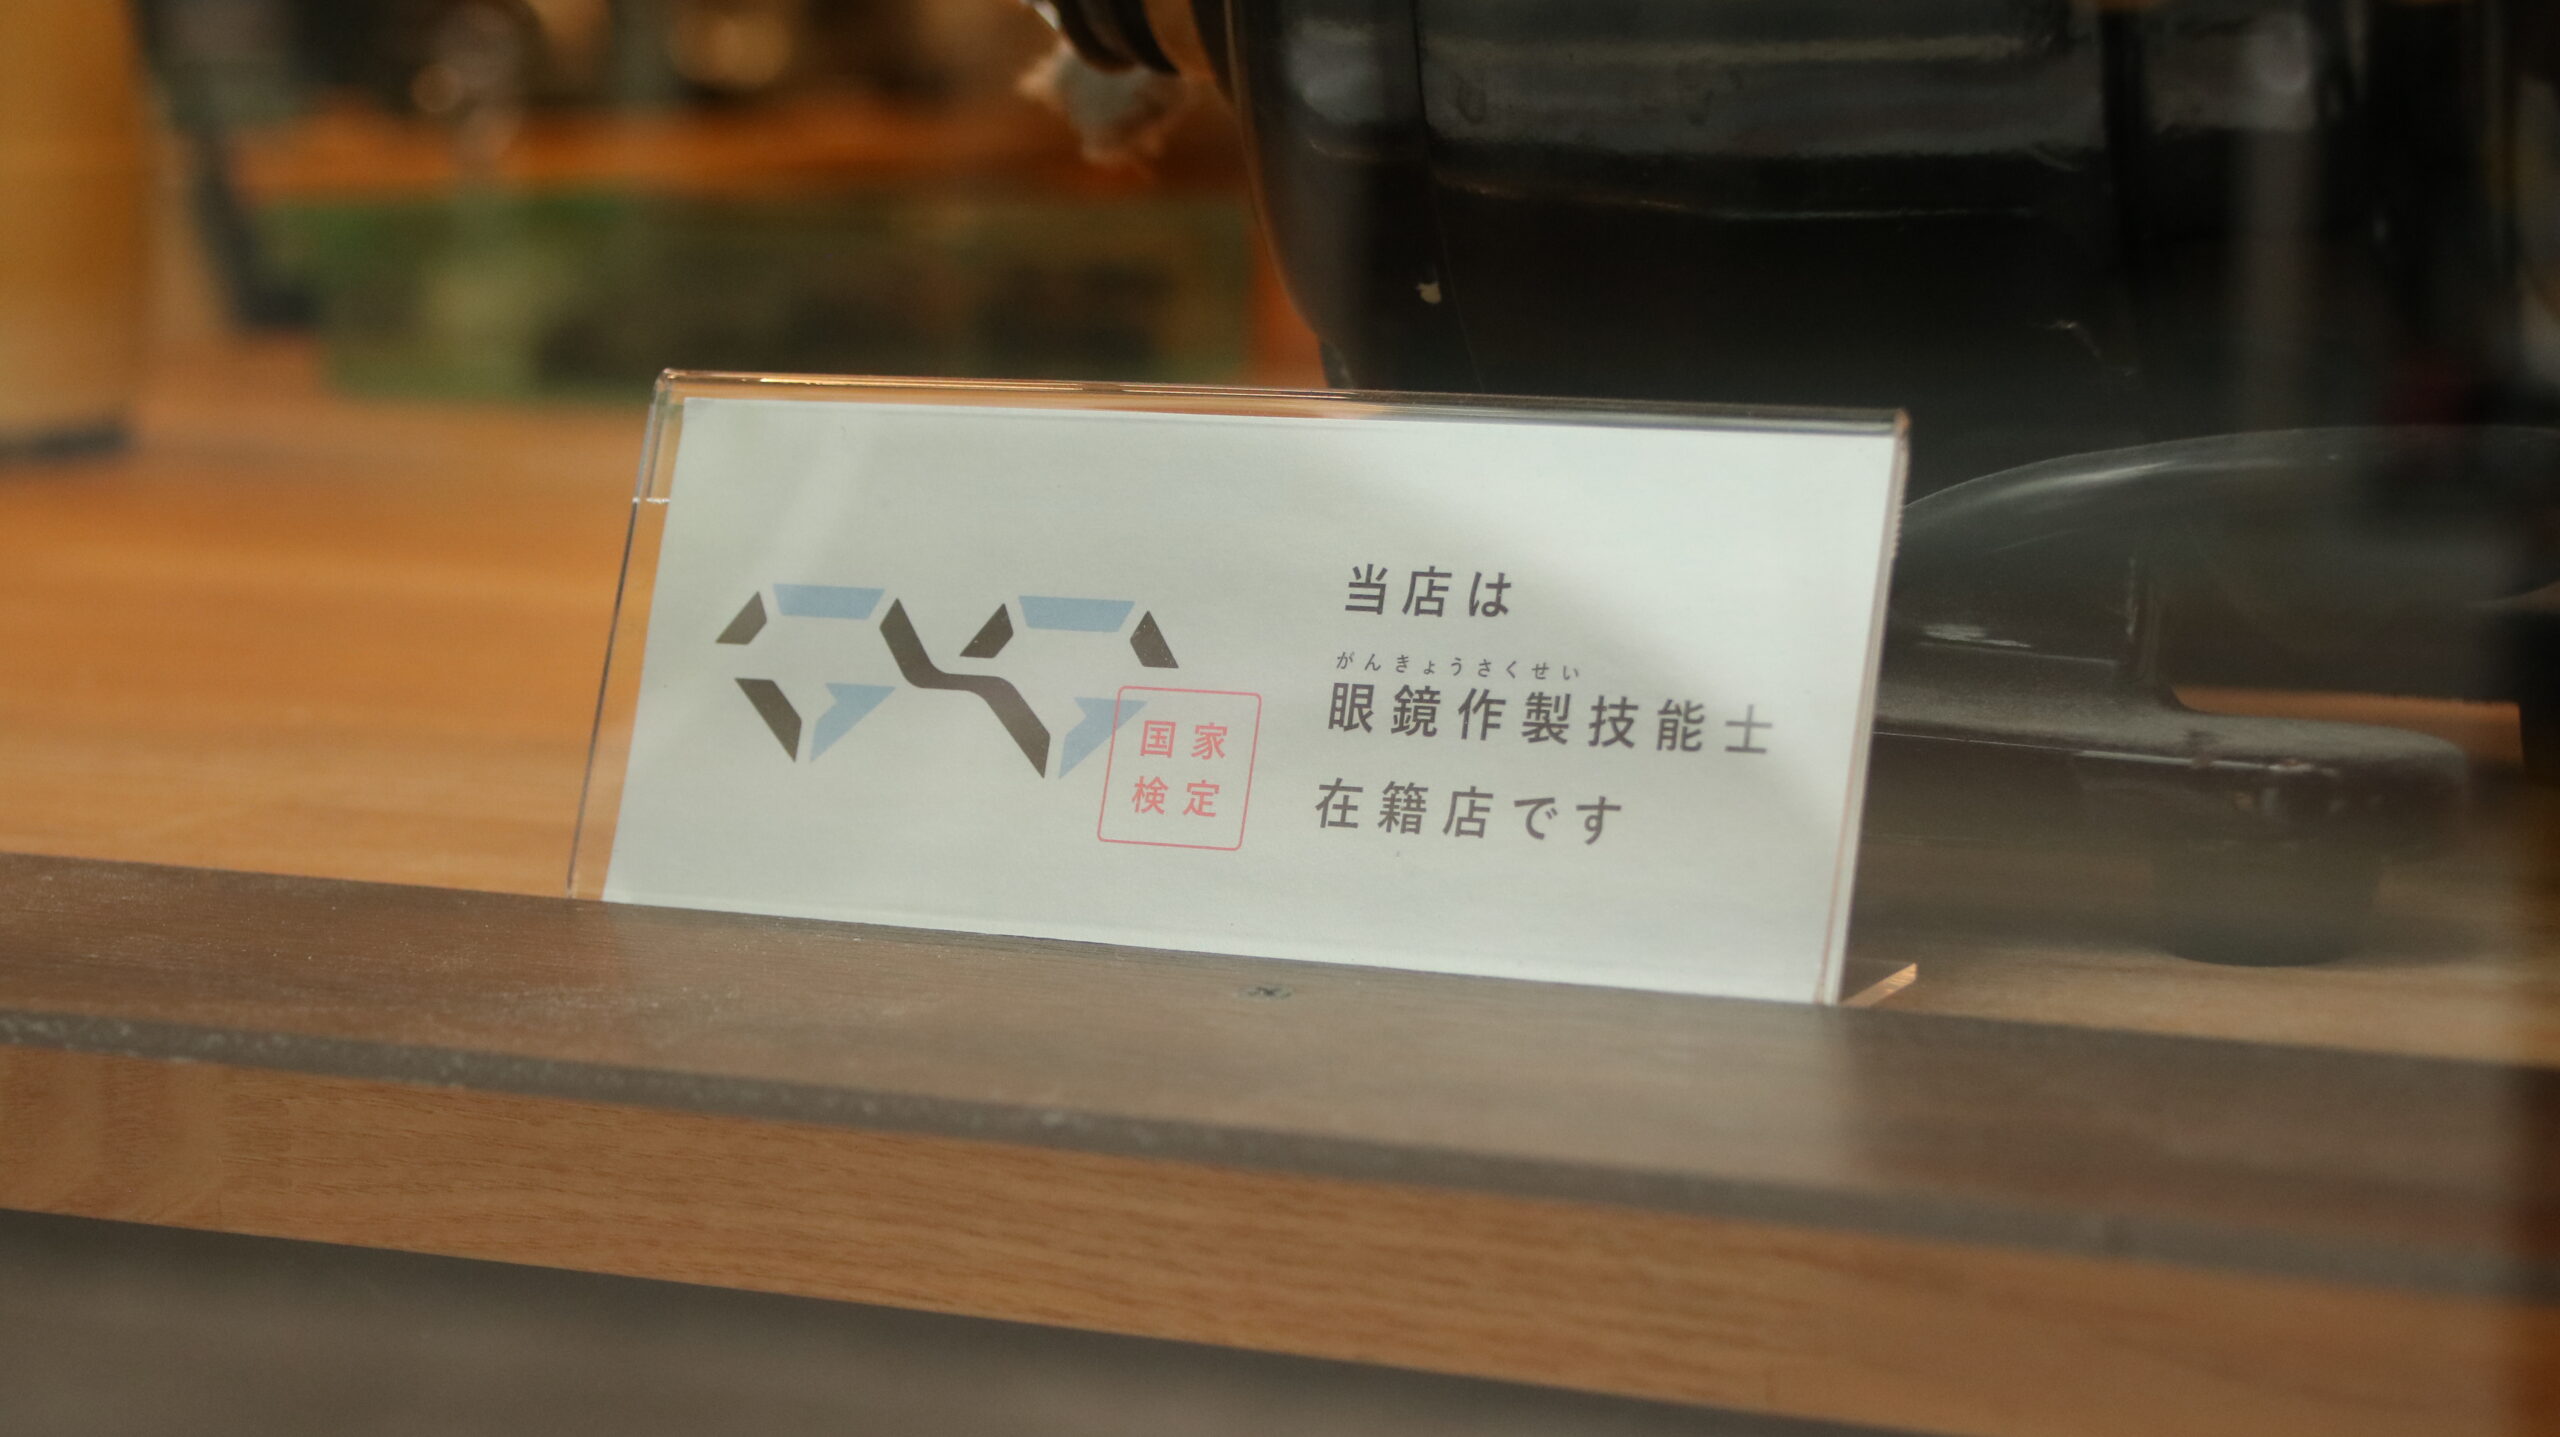 国家
検定
当店は
がんきょうさくせい
眼鏡作製技能士
在籍店です